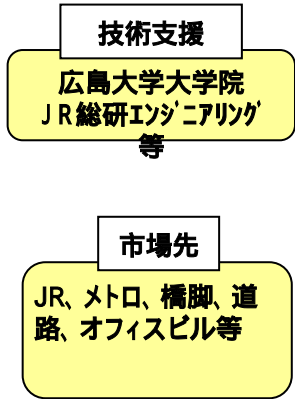 技術支援
広島大学大学院
ＪＲ総研ｴﾝｼﾞﾆｱﾘﾝｸﾞ
等
市場先
JR、ﾒﾄﾛ、橋脚、道
路、オフィスビル等